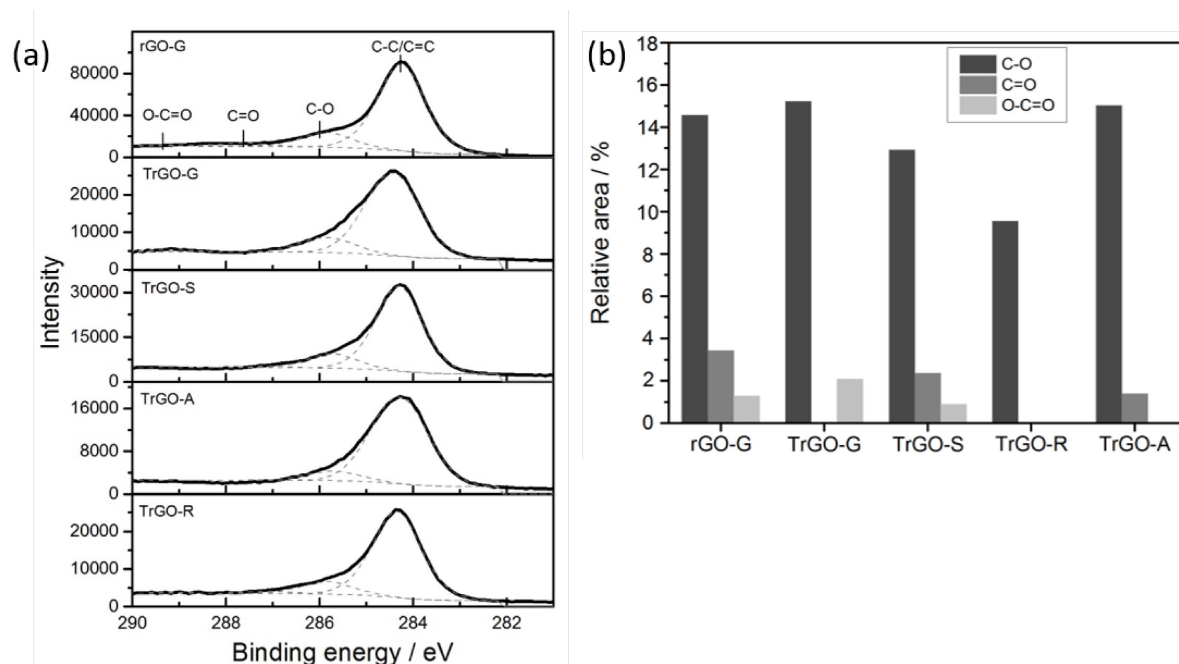 (a)
rGO-G
C-C/C=C
80000
O-C=O
C=O
C-O
40000
0
TrGO-G
20000
10000
0
TrGO-S
30000
15000
0
TrGO-A
16000
8000
0
TrGO-R
20000
10000
0
290 288 286 284 282
Intensity
Binding energy / eV
(b)
18
16
14
12
10
8
6
4
2
0
Relative area / %
C-O
C=O
O-C=O
rGO-G TrGO-G TrGO-S TrGO-R TrGO-A